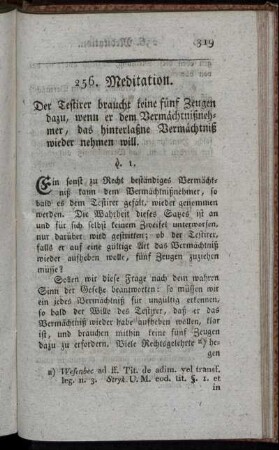 319
256. Meditation.
Der Testirer braucht keine fünf Zeugen
dazu, wenn er dem Vermächtnißneh-
mer, das hinterlaßne Vermächtniß
wieder nehmen will.
§. 1.
Ein sonst zu Recht beständiges Vermächt-
niß kann dem Vermächtnißnehmer, so
bald es dem Testirer gefält, wieder genommen
werden. Die Wahrheit dieses Satzes ist an
und für sich selbst keinem Zweifel unterworfen,
nur darüber wird gestritten: ob der Testirer,
falls er auf eine gültige Art das Vermächtniß
wieder aufheben wolle, fünf Zeugen zuziehen
müße?
Sollen wir diese Frage nach dem wahren
Sinn der Gesetze beantworten: so müßen wir
ein jedes Vermächtniß für ungültig erkennen,
so bald der Wille des Testirer, daß er das
Vermächtniß wieder habe aufheben wollen, klar
ist, und brauchen mithin keine fünf Zeugen
dazu zu erfordern. Viele Rechtsgelehrte a) he-
gen
a) Wesenbec ad ff. Tit. de adim. vel transf.
leg. n. 3. Stryk. U. M. eod. tit. §. 1. et
in